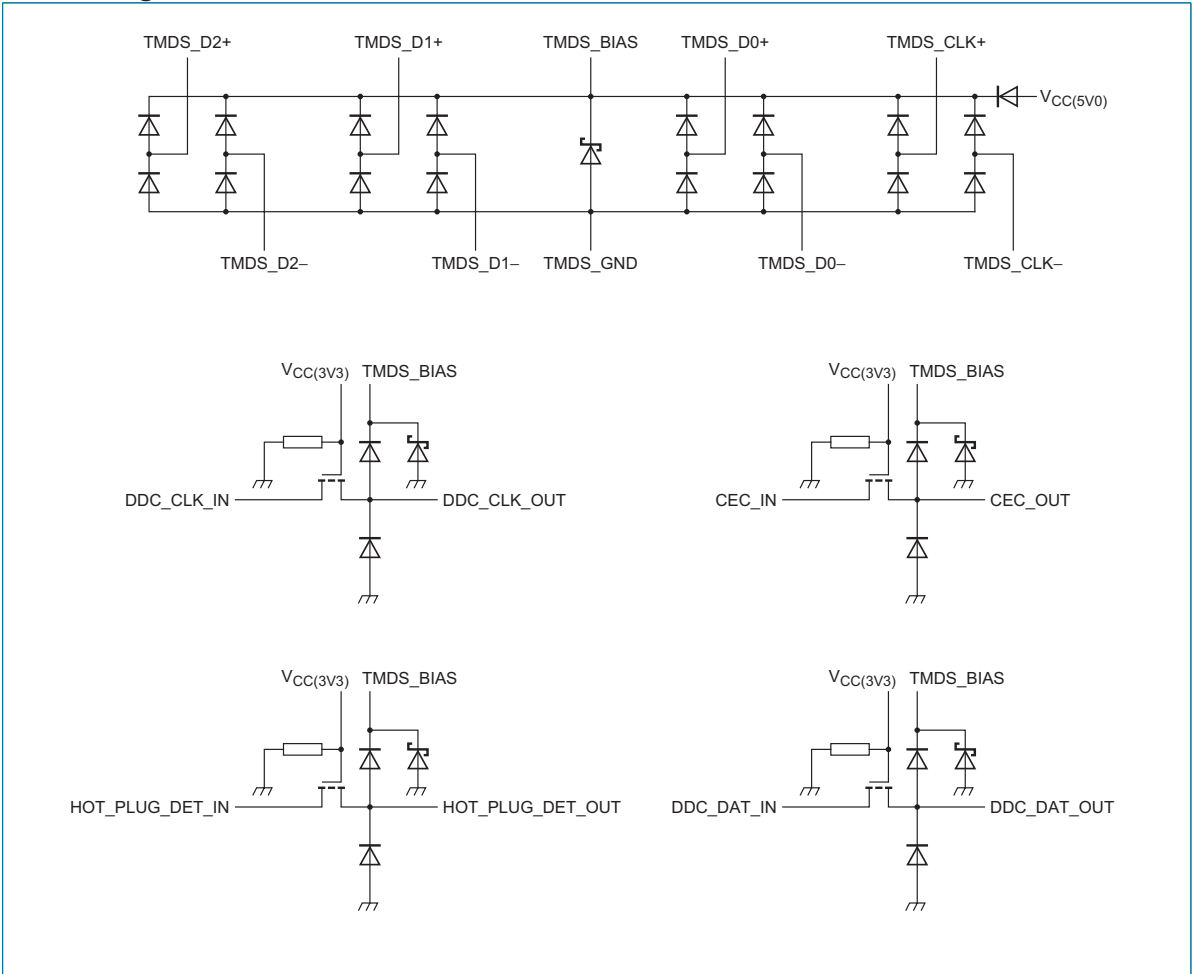 TMDS_D2+ TMDS_D1+ TMDS_BIAS TMDS_D0+ TMDS_CLK+
VCC(5V0)
TMDS_D2– TMDS_D1– TMDS_GND TMDS_D0– TMDS_CLK–
VCC(3V3) TMDS_BIAS VCC(3V3) TMDS_BIAS
DDC_CLK_IN DDC_CLK_OUT CEC_IN CEC_OUT
VCC(3V3) TMDS_BIAS VCC(3V3) TMDS_BIAS
HOT_PLUG_DET_IN HOT_PLUG_DET_OUT DDC_DAT_IN DDC_DAT_OUT